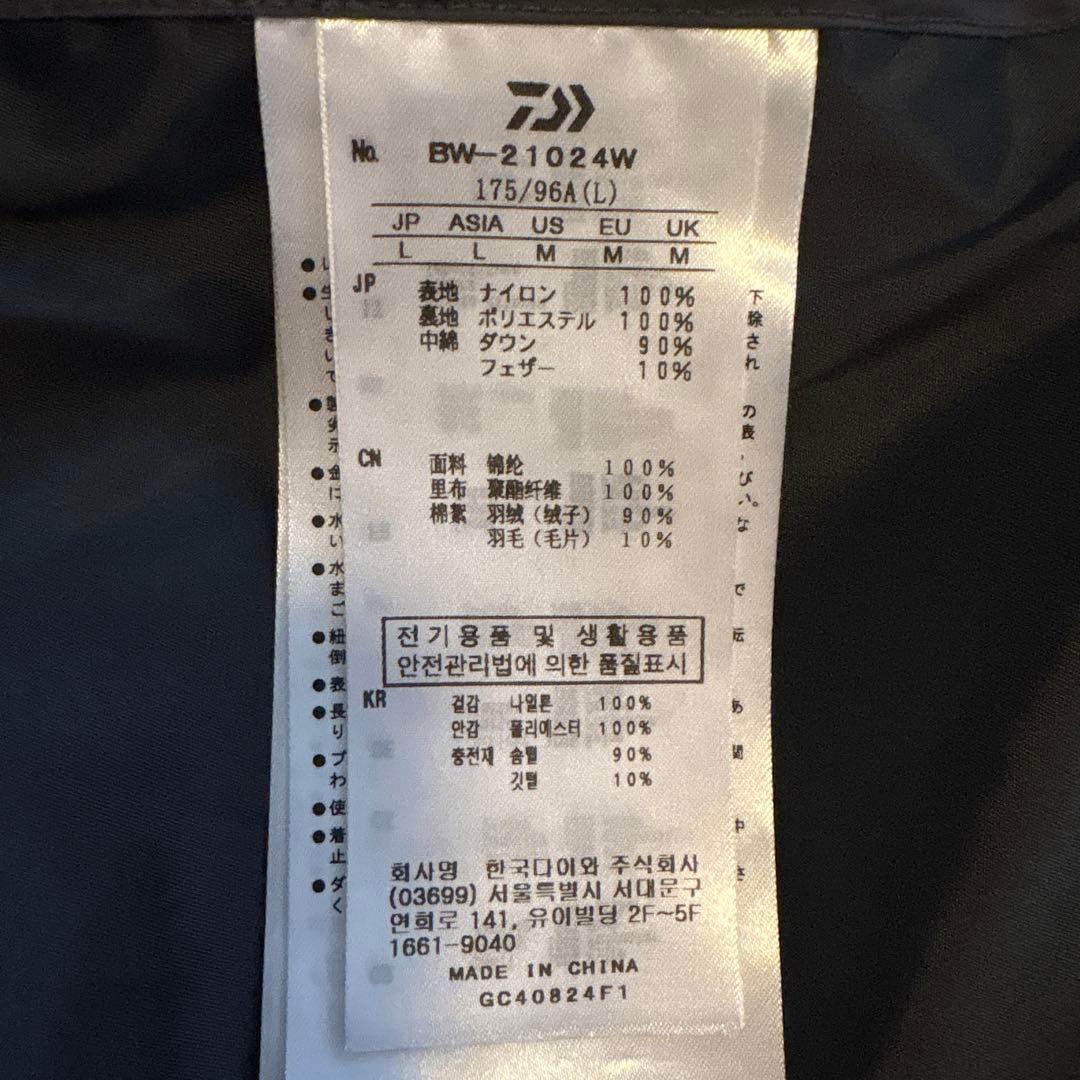 No. BW-21024W
175/96A(L)
JP ASIA US EU UK
L L M M M
JP 表地 ナイロン 100%
裏地 ポリエステル 100%
中綿 ダウン 90%
フェザー 10%
CN 面料 锦纶 100%
里布 聚酯纤维 100%
棉絮 羽绒(绒子) 90%
羽毛(毛片) 10%
전기용품 및 생활용품
안전관리법에 의한 품질표시
KR 겉감 나일론 100%
안감 폴리에스터 100%
충전재 솜털 90%
깃털 10%
회사명 한국다이와 주식회사
(03699) 서울특별시 서대문구
연희로 141, 유이빌딩 2F~5F
1661-9040
MADE IN CHINA
GC40824F1